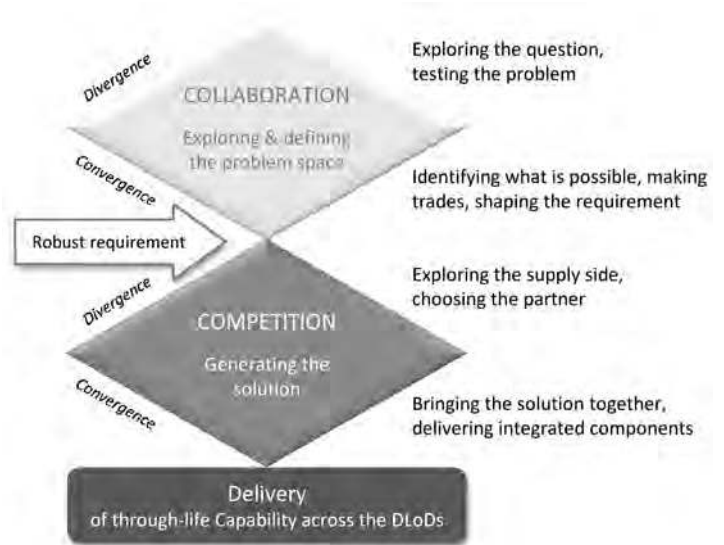 Divergence
COLLABORATION
Exploring & defining
the problem space
Convergence
Exploring the question,
testing the problem
Identifying what is possible, making
trades, shaping the requirement
Robust requirement
Divergence
COMPETITION
Generating the
solution
Convergence
Exploring the supply side,
choosing the partner
Bringing the solution together,
delivering integrated components
Delivery
of through-life Capability across the DLoDs